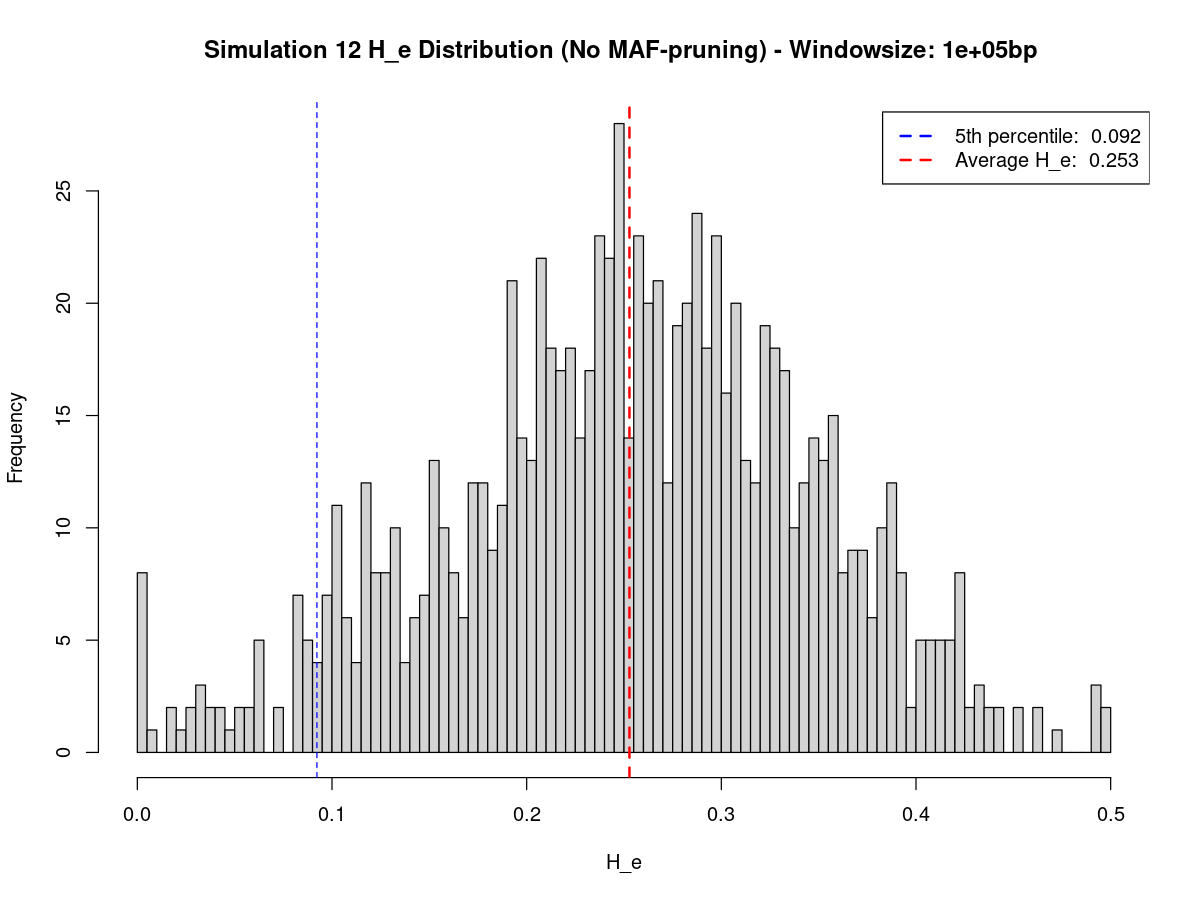 Simulation 12 H_e Distribution (No MAF-pruning) - Windowsize: 1e+05bp
5th percentile: 0.092
Average H_e: 0.253
25
20
15
10
5
0
Frequency
0.0 0.1 0.2 0.3 0.4 0.5
H_e